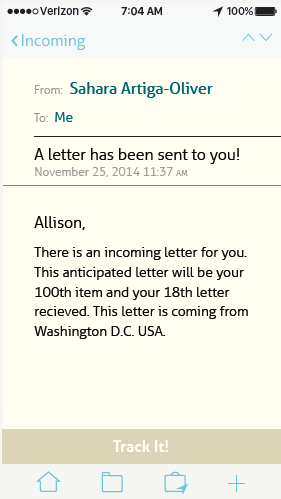 Verizon 7:04 AM 100%
Incoming
From: Sahara Artiga-Oliver
To: Me
A letter has been sent to you!
November 25, 2014 11:37 AM
Allison,
There is an incoming letter for you.
This anticipated letter will be your
100th item and your 18th letter
recieved. This letter is coming from
Washington D.C. USA.
Track It!